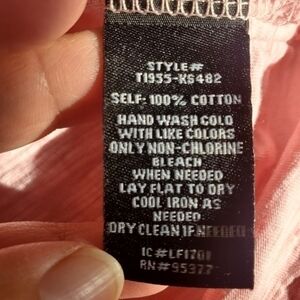 STYLE#
T1935-KS482
SELF: 100% COTTON
HAND WASH COLD
WITH LIKE COLORS
ONLY NON-CHLORINE
BLEACH
WHEN NEEDED
LAY FLAT TO DRY
COOL IRON AS
NEEDED
DRY CLEAN IF NEEDED
RN#95377